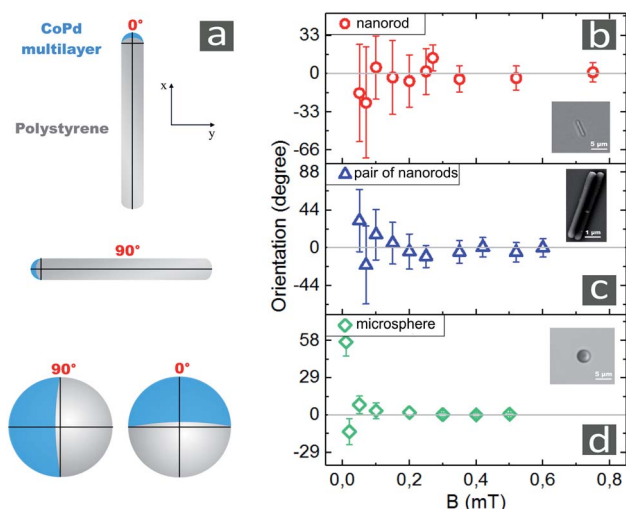 CoPd
multilayer
0°
a
x
y
Polystyrene
90°
90°
0°
Orientation (degree)
33
0
-33
-66
nanorod
b
5 µm
88
44
0
-44
pair of nanorods
1 µm
c
58
29
0
-29
microsphere
5 µm
d
0,0 0,2 0,4 0,6 0,8
B (mT)